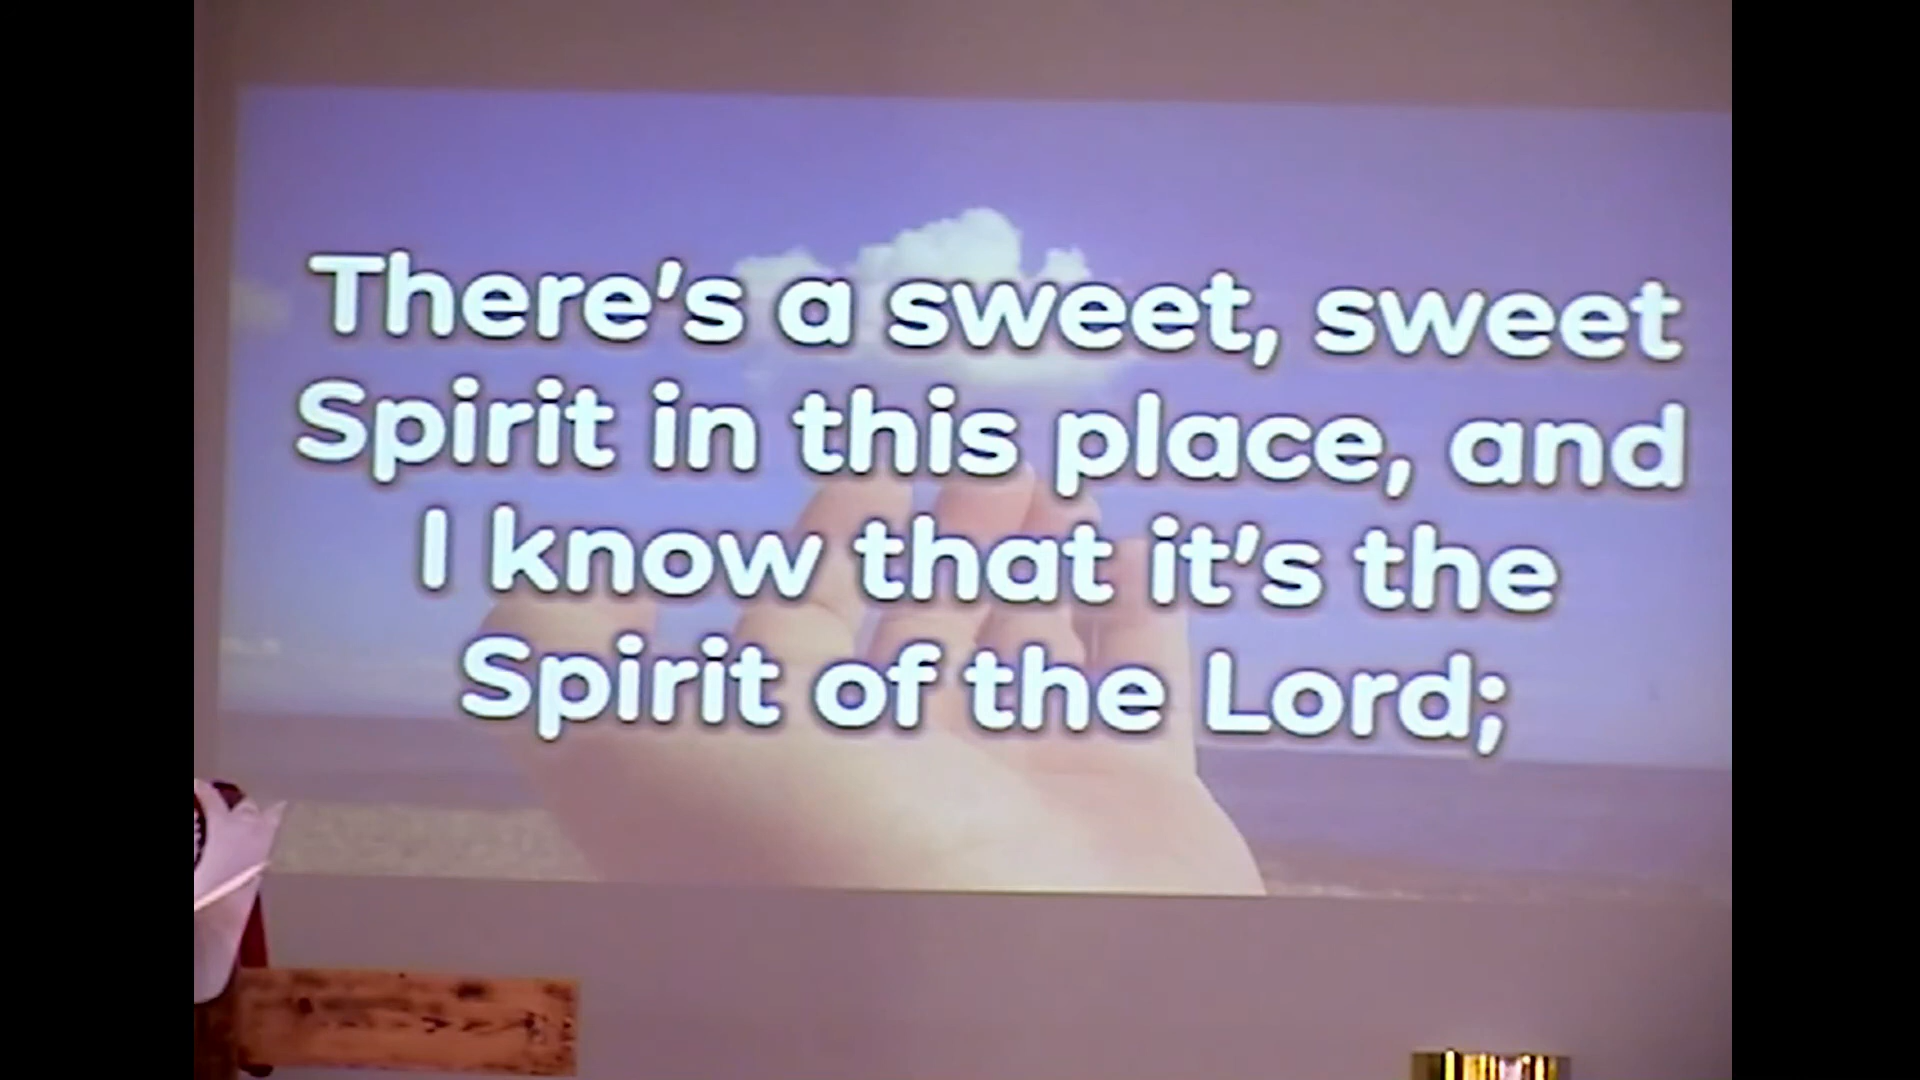 There's a sweet, sweet
Spirit in this place, and
I know that it's the
Spirit of the Lord;